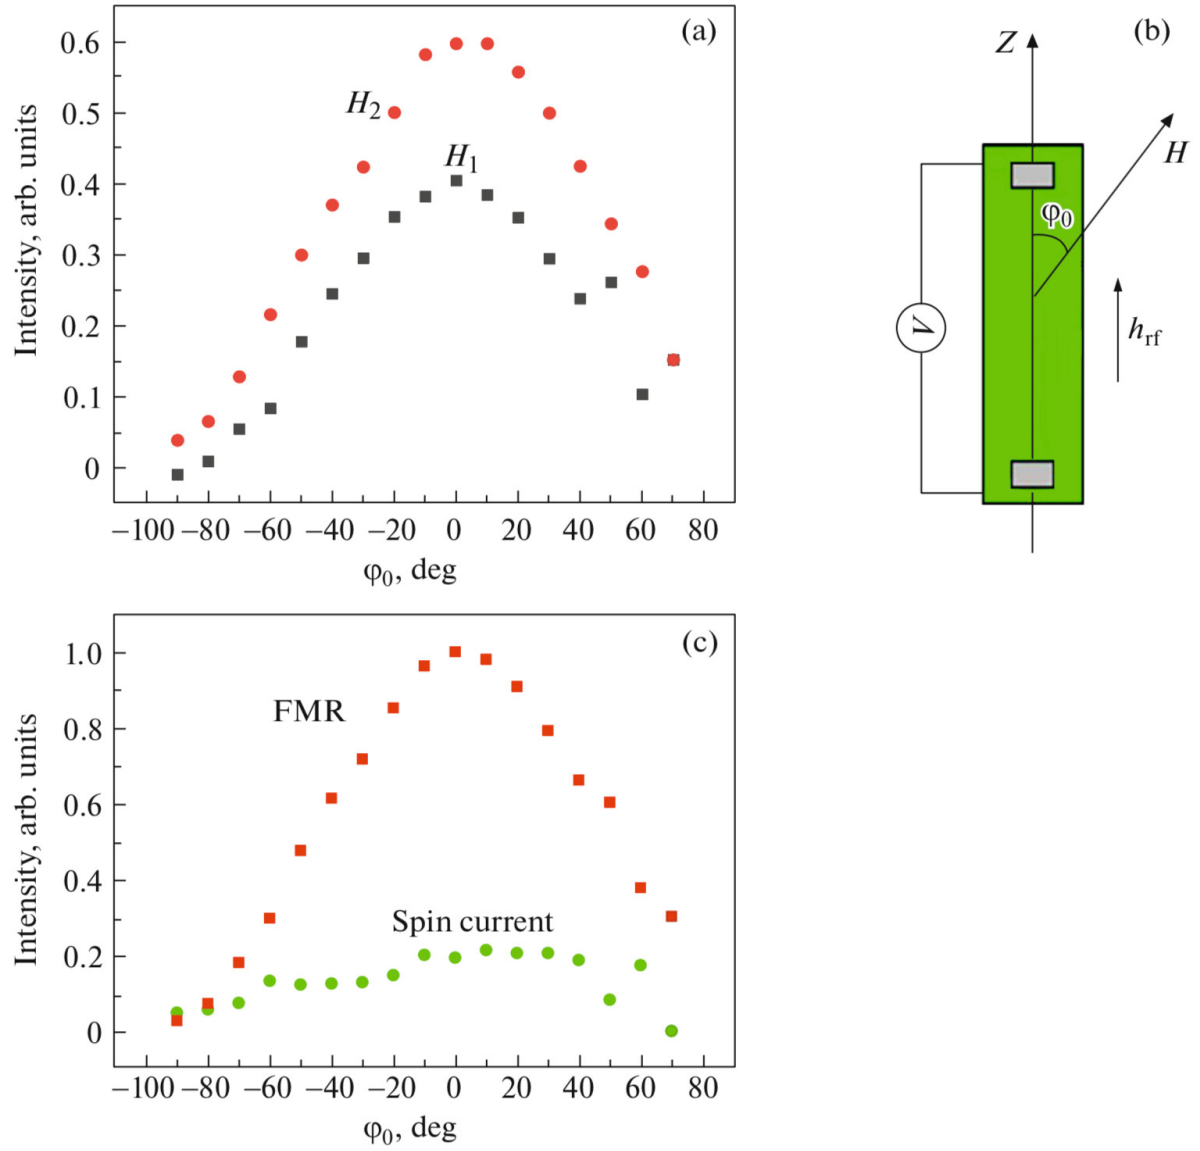 (a)
0.6
0.5
0.4
0.3
0.2
0.1
0
Intensity, arb. units
H₂
H₁
−100 −80 −60 −40 −20 0 20 40 60 80
φ₀, deg
(b)
Z
H
φ₀
h_rf
V
(c)
1.0
0.8
0.6
0.4
0.2
0
Intensity, arb. units
FMR
Spin current
−100 −80 −60 −40 −20 0 20 40 60 80
φ₀, deg